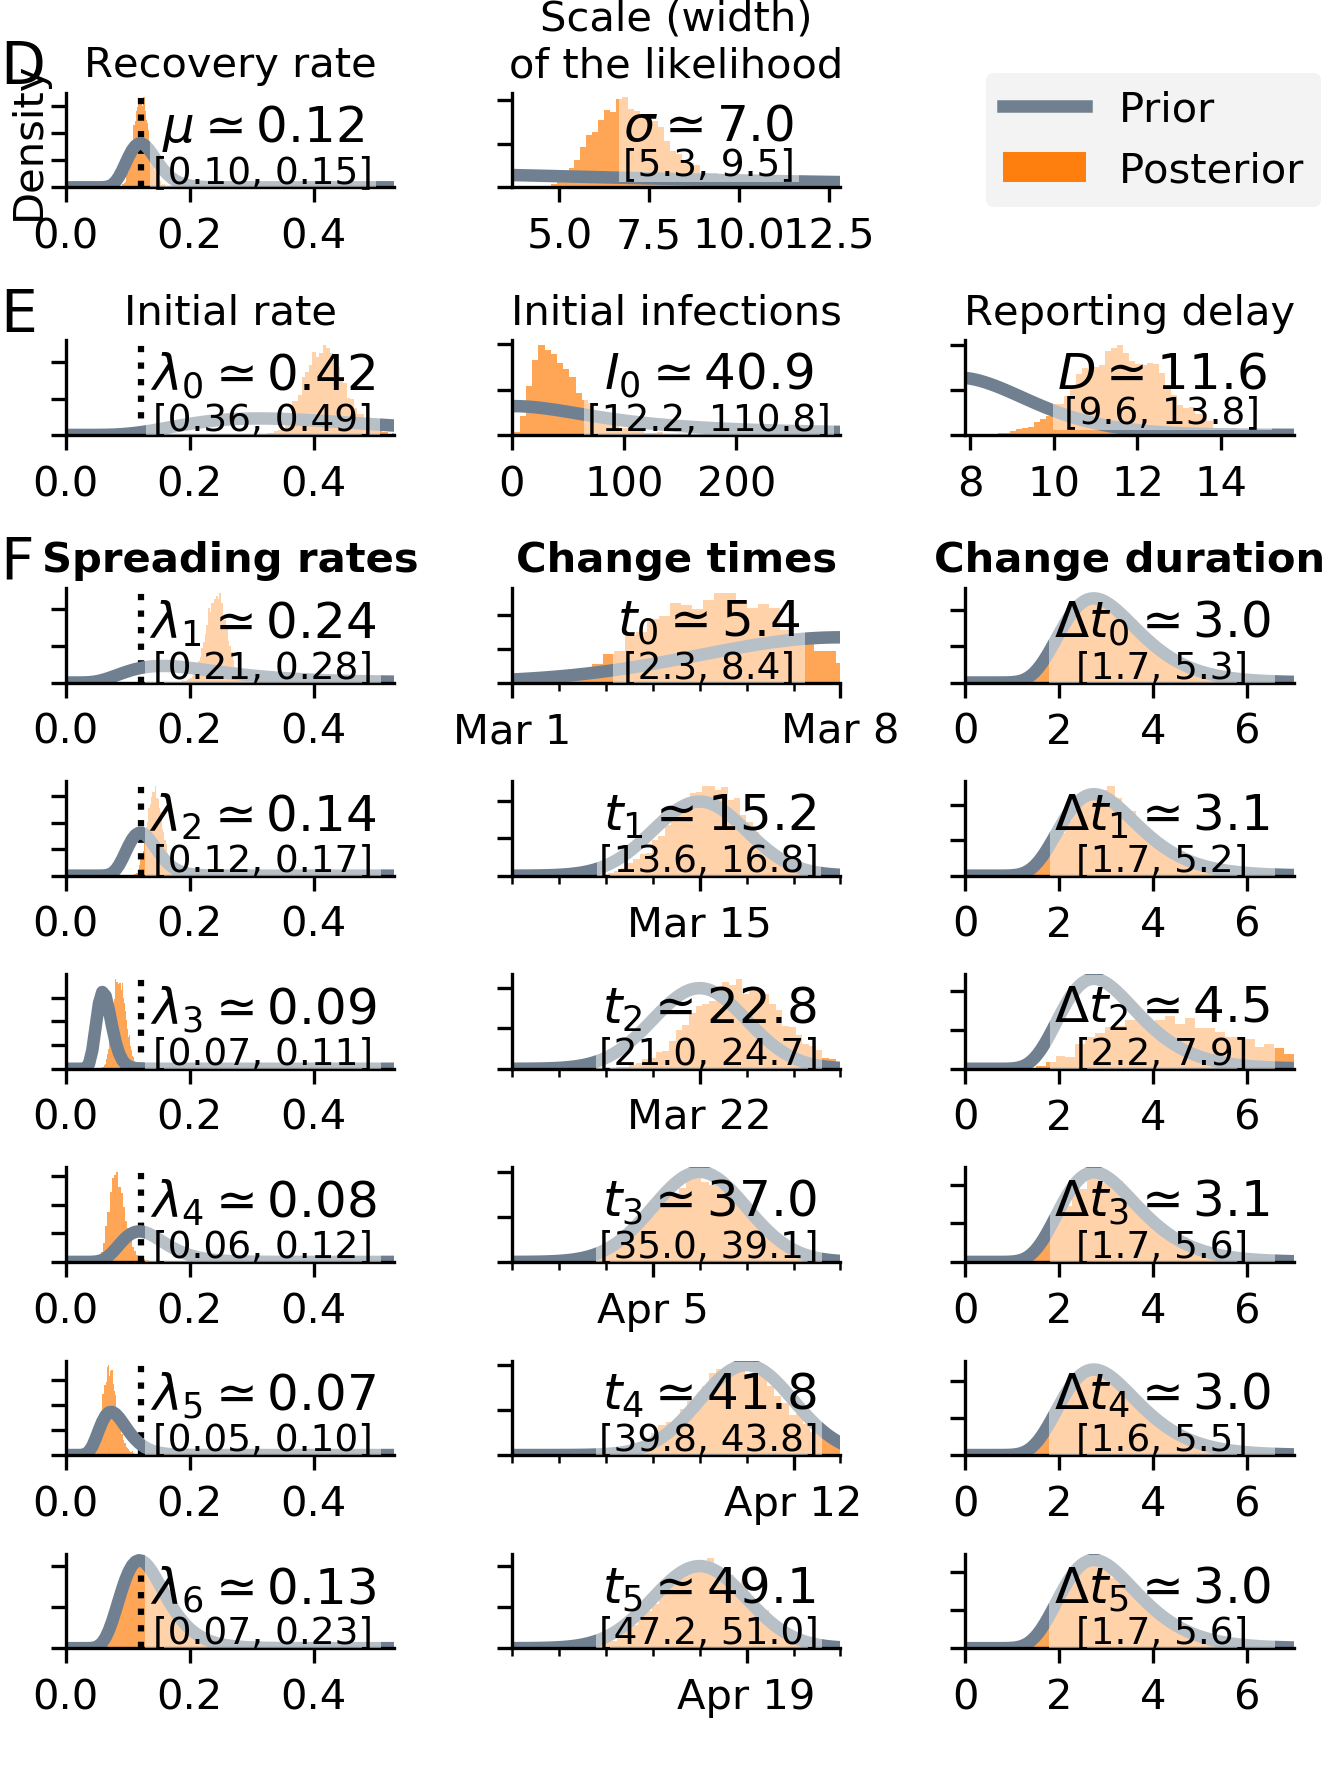 D
Recovery rate
Scale (width)
of the likelihood
Density
μ ≃ 0.12
[0.10, 0.15]
0.0 0.2 0.4
σ ≃ 7.0
[5.3, 9.5]
5.0 7.5 10.0 12.5
Prior
Posterior
E
Initial rate
λ0 ≃ 0.42
[0.36, 0.49]
0.0 0.2 0.4
Initial infections
I0 ≃ 40.9
[12.2, 110.8]
0 100 200
Reporting delay
D ≃ 11.6
[9.6, 13.8]
8 10 12 14
F
Spreading rates
Change times
Change duration
λ1 ≃ 0.24
[0.21, 0.28]
0.0 0.2 0.4
t0 ≃ 5.4
[2.3, 8.4]
Mar 1 Mar 8
Δt0 ≃ 3.0
[1.7, 5.3]
0 2 4 6
λ2 ≃ 0.14
[0.12, 0.17]
0.0 0.2 0.4
t1 ≃ 15.2
[13.6, 16.8]
Mar 15
Δt1 ≃ 3.1
[1.7, 5.2]
0 2 4 6
λ3 ≃ 0.09
[0.07, 0.11]
0.0 0.2 0.4
t2 ≃ 22.8
[21.0, 24.7]
Mar 22
Δt2 ≃ 4.5
[2.2, 7.9]
0 2 4 6
λ4 ≃ 0.08
[0.06, 0.12]
0.0 0.2 0.4
t3 ≃ 37.0
[35.0, 39.1]
Apr 5
Δt3 ≃ 3.1
[1.7, 5.6]
0 2 4 6
λ5 ≃ 0.07
[0.05, 0.10]
0.0 0.2 0.4
t4 ≃ 41.8
[39.8, 43.8]
Apr 12
Δt4 ≃ 3.0
[1.6, 5.5]
0 2 4 6
λ6 ≃ 0.13
[0.07, 0.23]
0.0 0.2 0.4
t5 ≃ 49.1
[47.2, 51.0]
Apr 19
Δt5 ≃ 3.0
[1.7, 5.6]
0 2 4 6